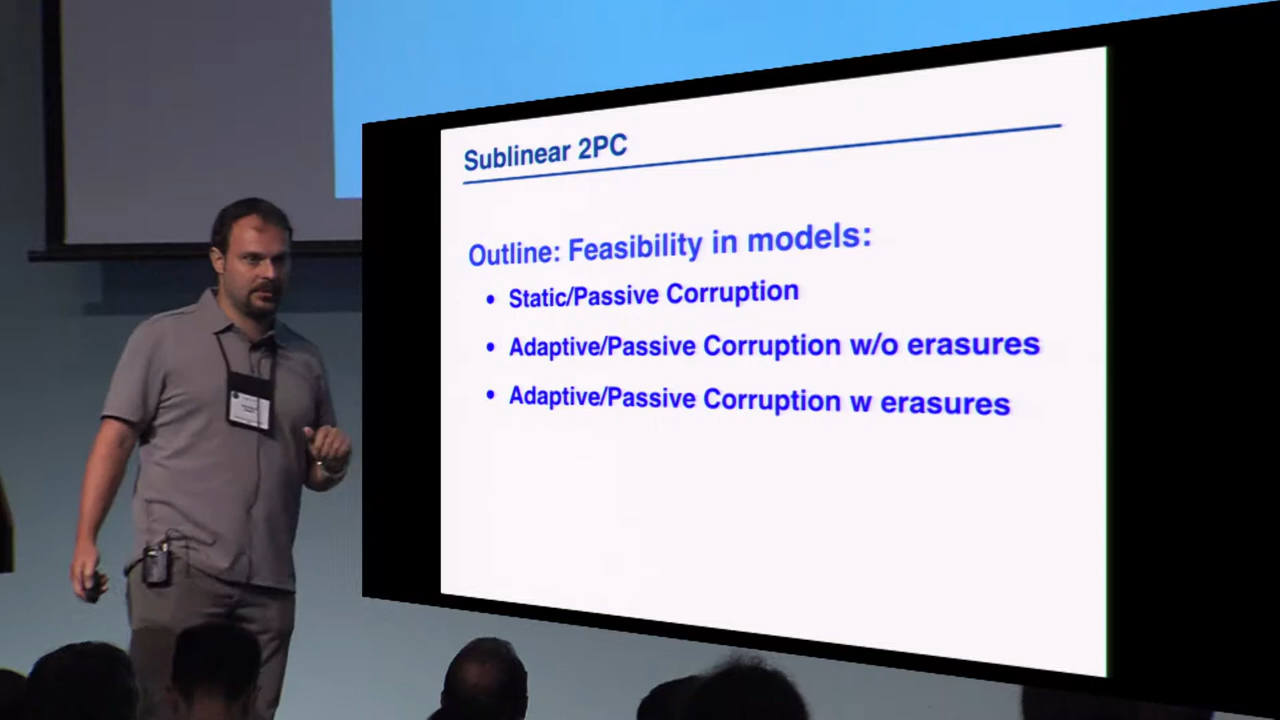 Sublinear 2PC
Outline: Feasibility in models:
• Static/Passive Corruption
• Adaptive/Passive Corruption w/o erasures
• Adaptive/Passive Corruption w erasures